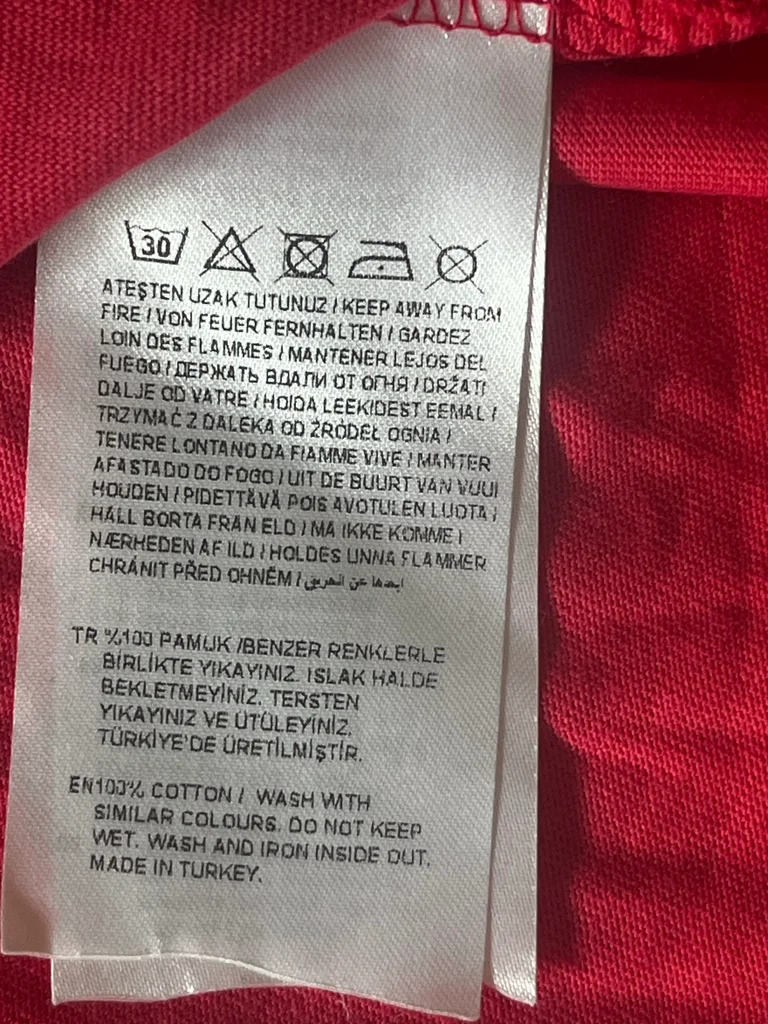 30
ATEŞTEN UZAK TUTUNUZ / KEEP AWAY FROM
FIRE / VON FEUER FERNHALTEN / GARDEZ
LOIN DES FLAMMES / MANTENER LEJOS DEL
FUEGO / ДЕРЖАТЬ ВДАЛИ ОТ ОГНЯ / DRŽATI
DALJE OD VATRE / HOIDA LEEKIDEST EEMAL /
TRZYMAĆ Z DALEKA OD ŹRÓDEŁ OGNIA /
TENERE LONTANO DA FIAMME VIVE / MANTER
AFASTADO DO FOGO / UIT DE BUURT VAN VUUI
HOUDEN / PIDETTÄVÄ POIS AVOTULEN LUOTA /
HÅLL BORTA FRÅN ELD / MA IKKE KOMME I
NÆRHEDEN AF ILD / HOLDES UNNA FLAMMER
CHRÁNIT PŘED OHNĚM / ابعدها عن الحريق
TR %100 PAMUK /BENZER RENKLERLE
BİRLİKTE YIKAYINIZ. ISLAK HALDE
BEKLETMEYİNİZ. TERSTEN
YIKAYINIZ VE ÜTÜLEYİNİZ.
TÜRKİYE'DE ÜRETİLMİŞTİR.
EN100% COTTON / WASH WITH
SIMILAR COLOURS. DO NOT KEEP
WET. WASH AND IRON INSIDE OUT.
MADE IN TURKEY.